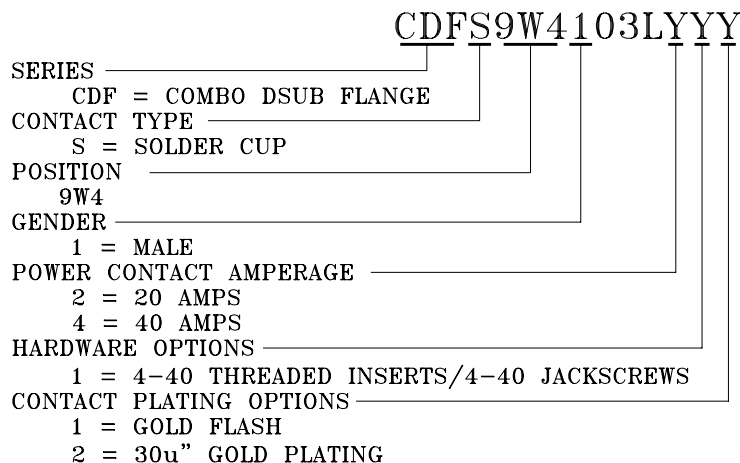 CDFS9W4103LYYY
SERIES
CDF = COMBO DSUB FLANGE
CONTACT TYPE
S = SOLDER CUP
POSITION
9W4
GENDER
1 = MALE
POWER CONTACT AMPERAGE
2 = 20 AMPS
4 = 40 AMPS
HARDWARE OPTIONS
1 = 4-40 THREADED INSERTS/4-40 JACKSCREWS
CONTACT PLATING OPTIONS
1 = GOLD FLASH
2 = 30u” GOLD PLATING